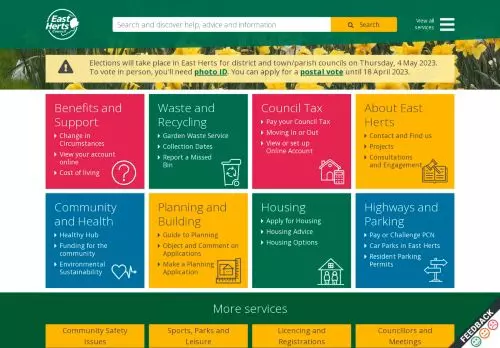 East
Herts
Council
Search and discover help, advice and information
Search
View all
services
Elections will take place in East Herts for district and town/parish councils on Thursday, 4 May 2023.
To vote in person, you'll need photo ID. You can apply for a postal vote until 18 April 2023.
Benefits and
Support
Change in
Circumstances
View your account
online
Cost of living
Waste and
Recycling
Garden Waste Service
Collection Dates
Report a Missed
Bin
Council Tax
Pay your Council Tax
Moving In or Out
View or set up
Online Account
About East
Herts
Contact and Find us
Projects
Consultations
and Engagement
Community
and Health
Healthy Hub
Funding for the
community
Environmental
Sustainability
Planning and
Building
Guide to Planning
Object and Comment on
Applications
Make a Planning
Application
Housing
Apply for Housing
Housing Advice
Housing Options
Highways and
Parking
Pay or Challenge PCN
Car Parks in East Herts
Resident Parking
Permits
More services
Community Safety
Issues
Sports, Parks and
Leisure
Licencing and
Registrations
Councillors and
Meetings
FEEDBACK